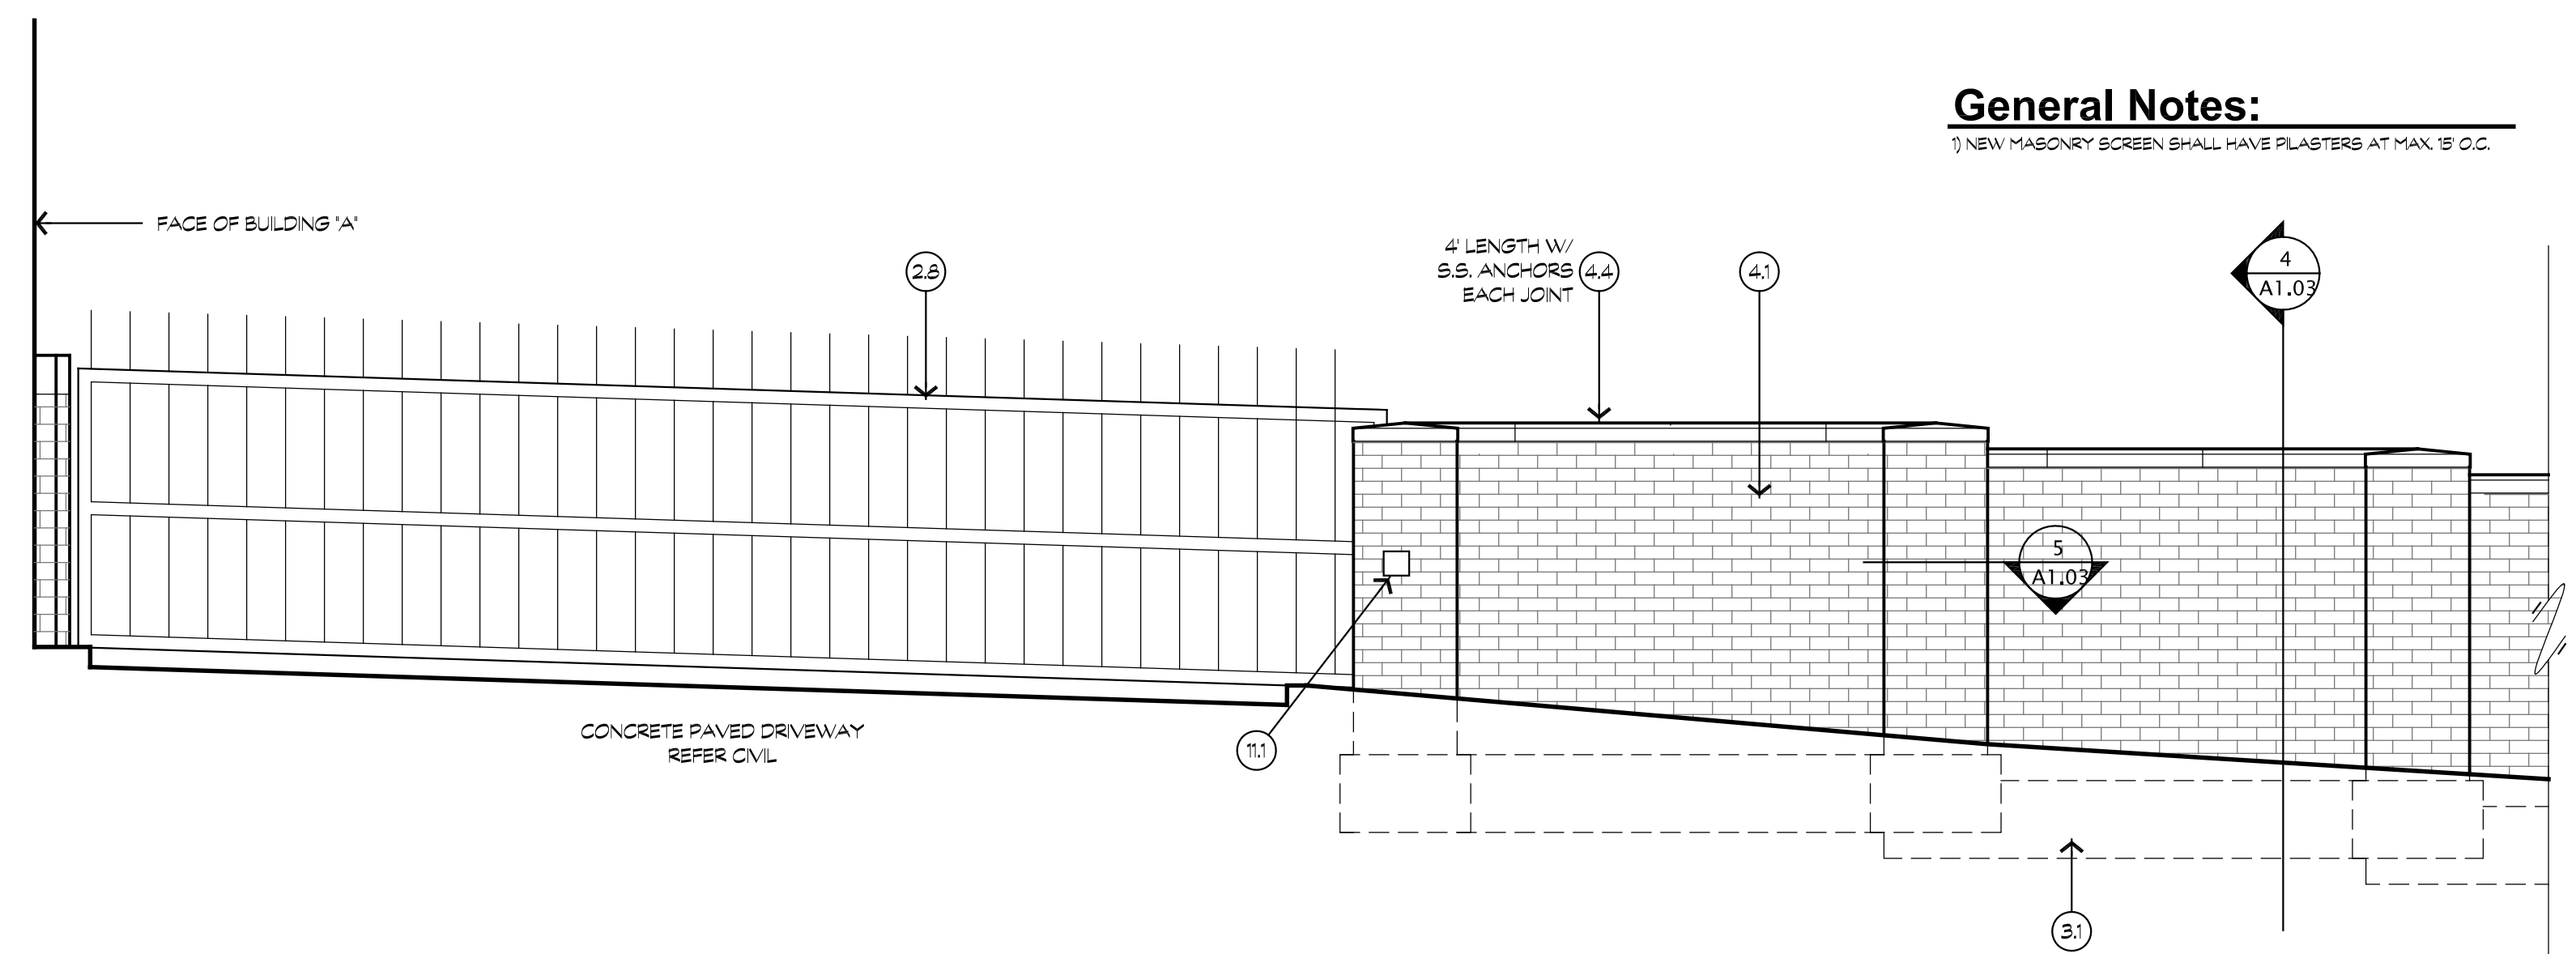 General Notes:
1) NEW MASONRY SCREEN SHALL HAVE PILASTERS AT MAX. 15' O.C.
FACE OF BUILDING "A"
2.8
4' LENGTH W/
S.S. ANCHORS
EACH JOINT
4.4
4.1
4
A1.03
5
A1.03
CONCRETE PAVED DRIVEWAY
REFER CIVIL
11.1
3.1